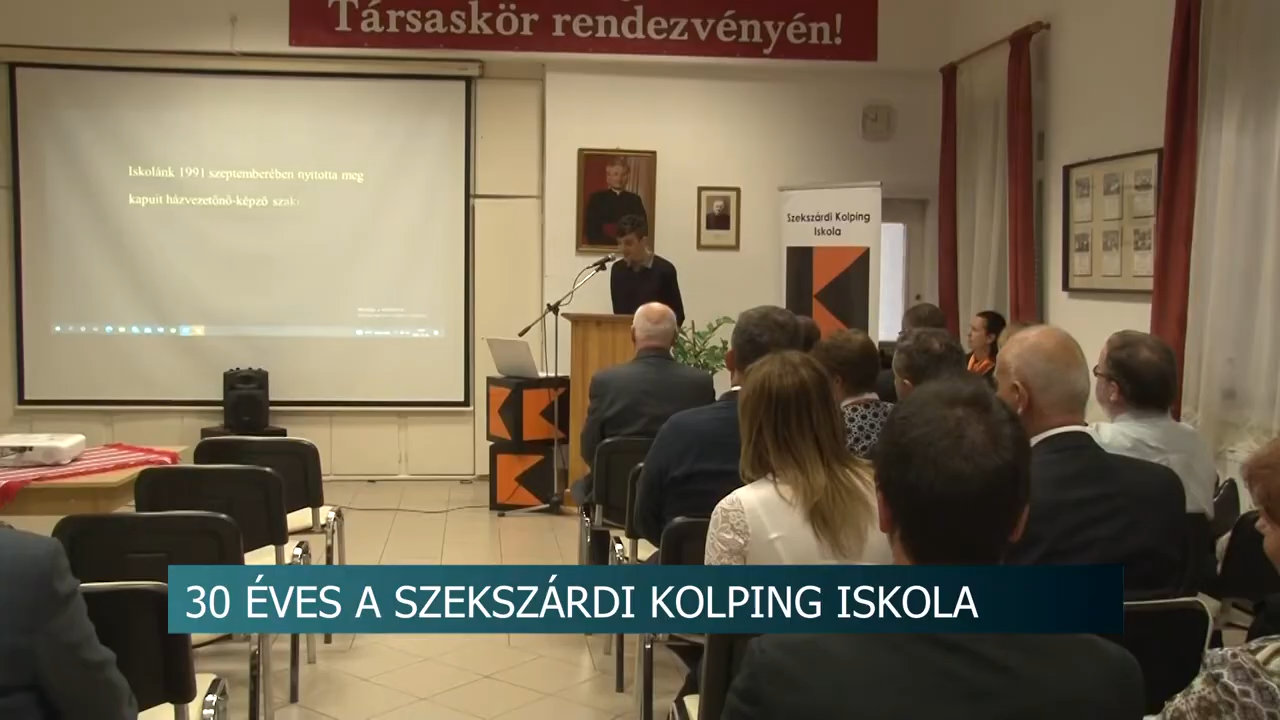 Társaskör rendezvényén!
Iskolánk 1991 szeptemberében nyitotta meg
kapuit házvezetőnő-képző szak
Szekszárdi Kolping
Iskola
30 ÉVES A SZEKSZÁRDI KOLPING ISKOLA